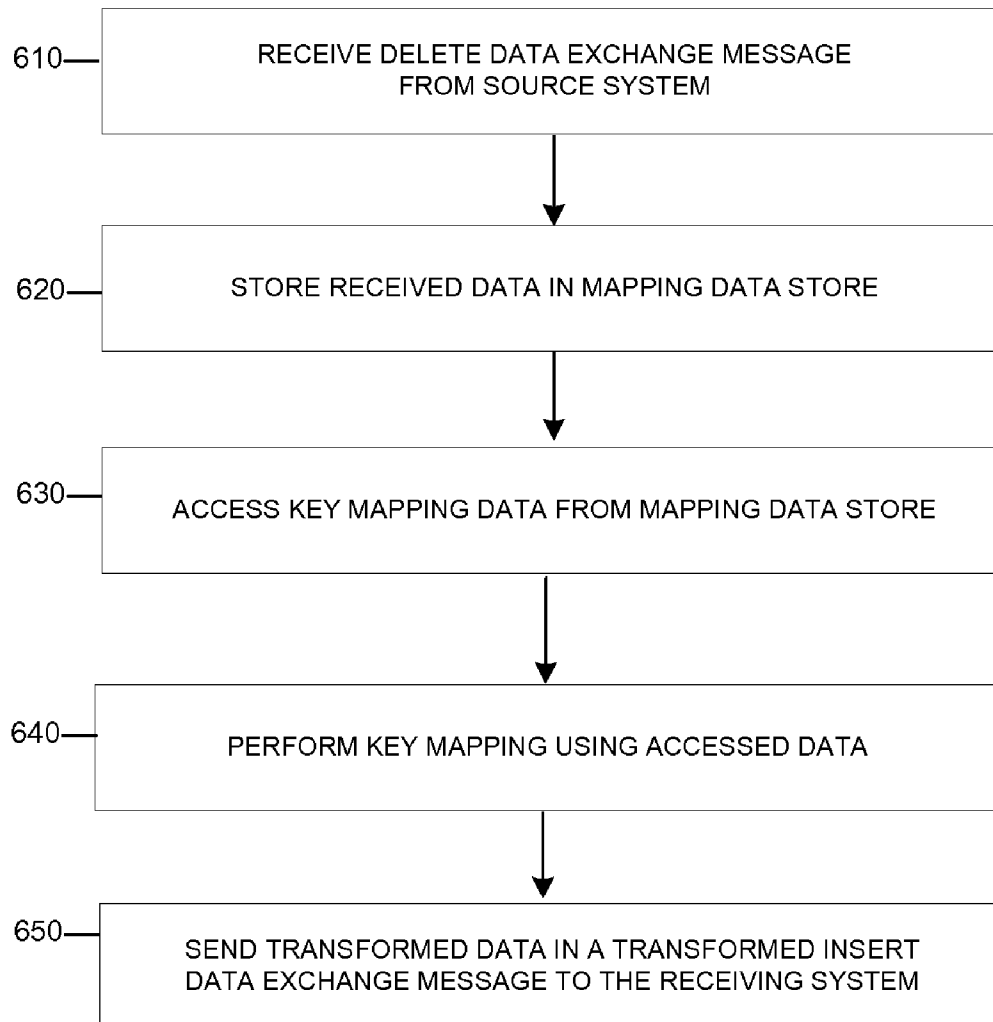 610
RECEIVE DELETE DATA EXCHANGE MESSAGE
FROM SOURCE SYSTEM
620
STORE RECEIVED DATA IN MAPPING DATA STORE
630
ACCESS KEY MAPPING DATA FROM MAPPING DATA STORE
640
PERFORM KEY MAPPING USING ACCESSED DATA
650
SEND TRANSFORMED DATA IN A TRANSFORMED INSERT
DATA EXCHANGE MESSAGE TO THE RECEIVING SYSTEM